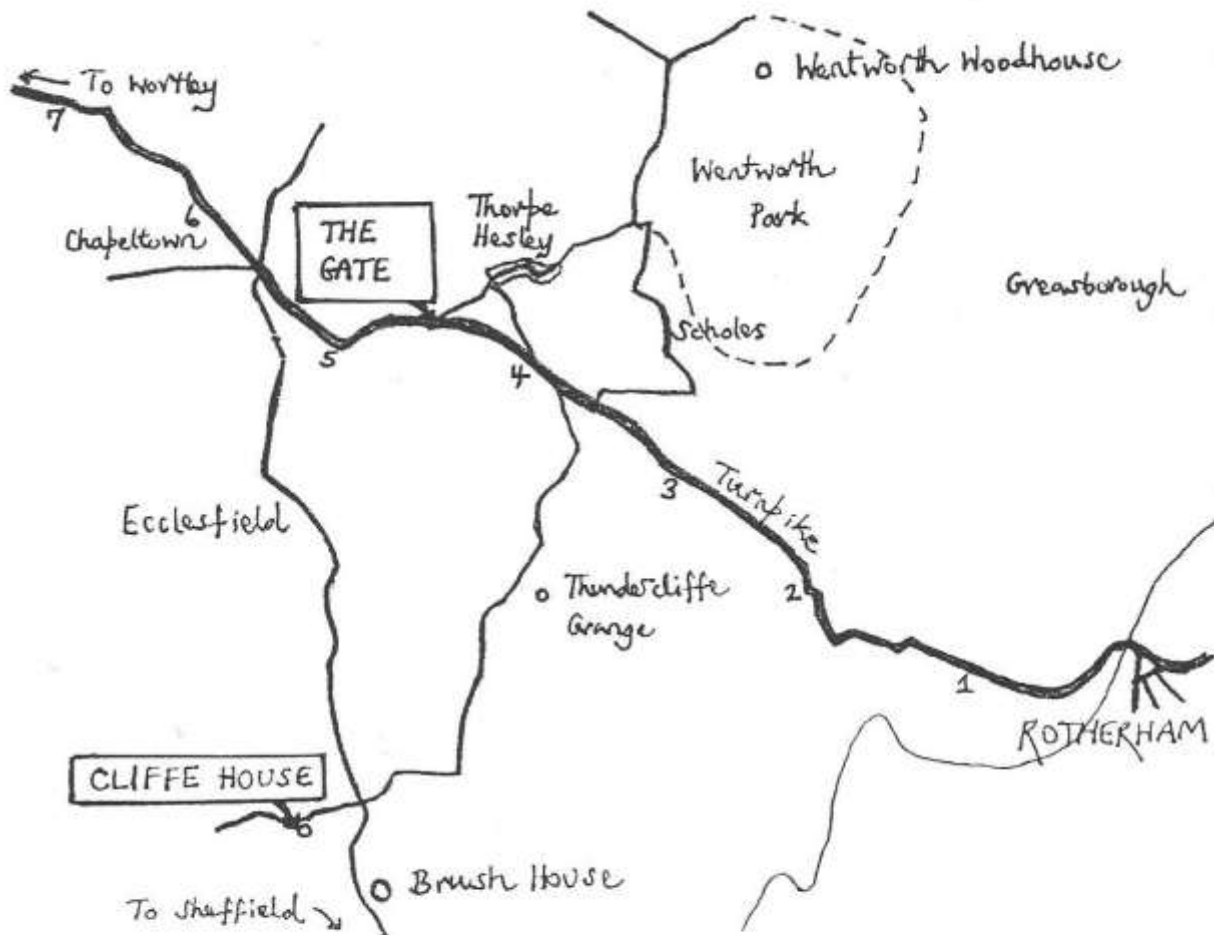 To Wortley
7
Wentworth Woodhouse
Wentworth
Park
6
Chapeltown
THE
GATE
Thorpe
Hesley
Greasborough
Scholes
5
4
3
Turnpike
Ecclesfield
2
Thundercliffe
Grange
1
ROTHERHAM
CLIFFE HOUSE
Brush House
To Sheffield